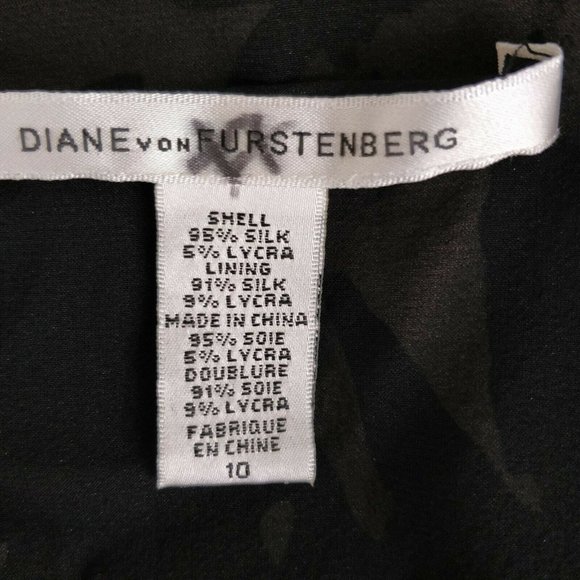 DIANE VON FURSTENBERG
SHELL
95% SILK
5% LYCRA
LINING
91% SILK
9% LYCRA
MADE IN CHINA
95% SOIE
5% LYCRA
DOUBLURE
91% SOIE
9% LYCRA
FABRIQUE
EN CHINE
10